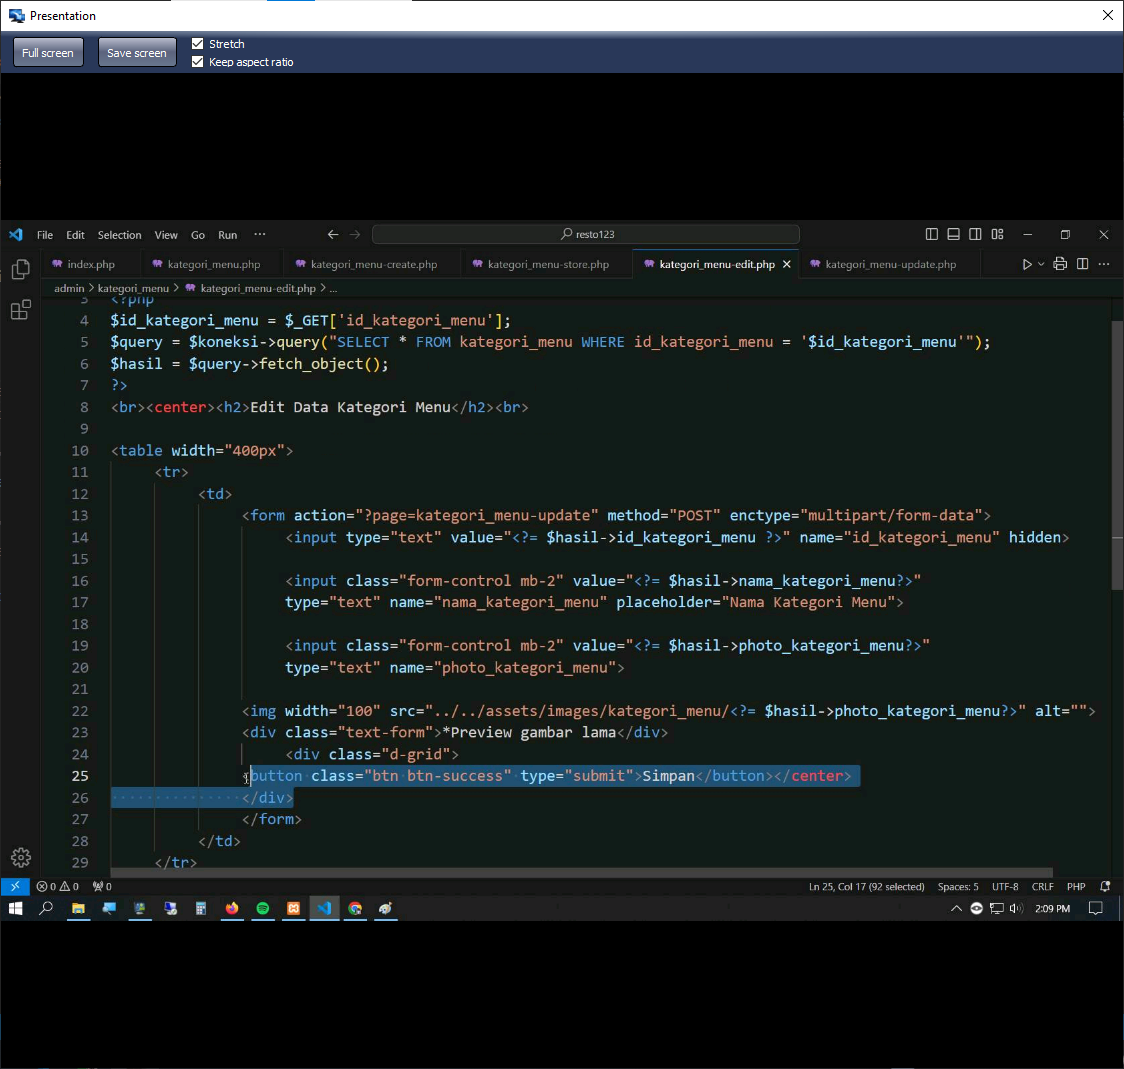 Presentation
Full screen
Save screen
Stretch
Keep aspect ratio
File Edit Selection View Go Run ···
resto123
index.php
kategori_menu.php
kategori_menu-create.php
kategori_menu-store.php
kategori_menu-edit.php
kategori_menu-update.php
admin > kategori_menu > kategori_menu-edit.php > ...
3 <?php
4 $id_kategori_menu = $_GET['id_kategori_menu'];
5 $query = $koneksi->query("SELECT * FROM kategori_menu WHERE id_kategori_menu = '$id_kategori_menu'");
6 $hasil = $query->fetch_object();
7 ?>
8 <br><center><h2>Edit Data Kategori Menu</h2><br>
9
10 <table width="400px">
11 <tr>
12 <td>
13 <form action="?page=kategori_menu-update" method="POST" enctype="multipart/form-data">
14 <input type="text" value="<?= $hasil->id_kategori_menu ?>" name="id_kategori_menu" hidden>
15
16 <input class="form-control mb-2" value="<?= $hasil->nama_kategori_menu?>"
17 type="text" name="nama_kategori_menu" placeholder="Nama Kategori Menu">
18
19 <input class="form-control mb-2" value="<?= $hasil->photo_kategori_menu?>"
20 type="text" name="photo_kategori_menu">
21
22 <img width="100" src="../../assets/images/kategori_menu/<?= $hasil->photo_kategori_menu?>" alt="">
23 <div class="text-form">*Preview gambar lama</div>
24 <div class="d-grid">
25 <button class="btn btn-success" type="submit">Simpan</button></center>
26 </div>
27 </form>
28 </td>
29 </tr>
0 0 0
Ln 25, Col 17 (92 selected) Spaces: 5 UTF-8 CRLF PHP
2:09 PM